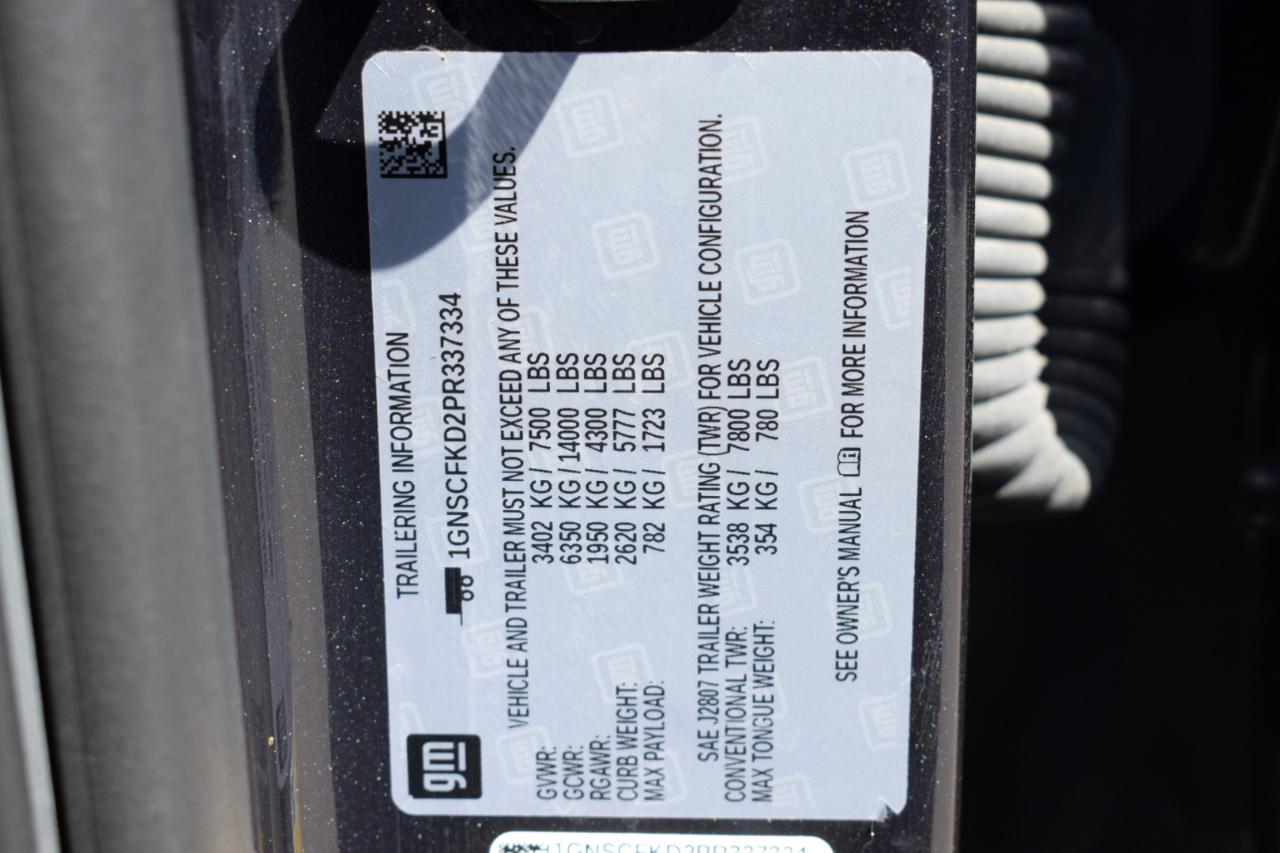 gm
TRAILERING INFORMATION
1GNSCFKD2PR337334
VEHICLE AND TRAILER MUST NOT EXCEED ANY OF THESE VALUES.
GVWR: 3402 KG / 7500 LBS
GCWR: 6350 KG / 14000 LBS
RGAWR: 1950 KG / 4300 LBS
CURB WEIGHT: 2620 KG / 5777 LBS
MAX PAYLOAD: 782 KG / 1723 LBS
SAE J2807 TRAILER WEIGHT RATING (TWR) FOR VEHICLE CONFIGURATION.
CONVENTIONAL TWR: 3538 KG / 7800 LBS
MAX TONGUE WEIGHT: 354 KG / 780 LBS
SEE OWNER'S MANUAL FOR MORE INFORMATION
1GNSCFKD2PR337334